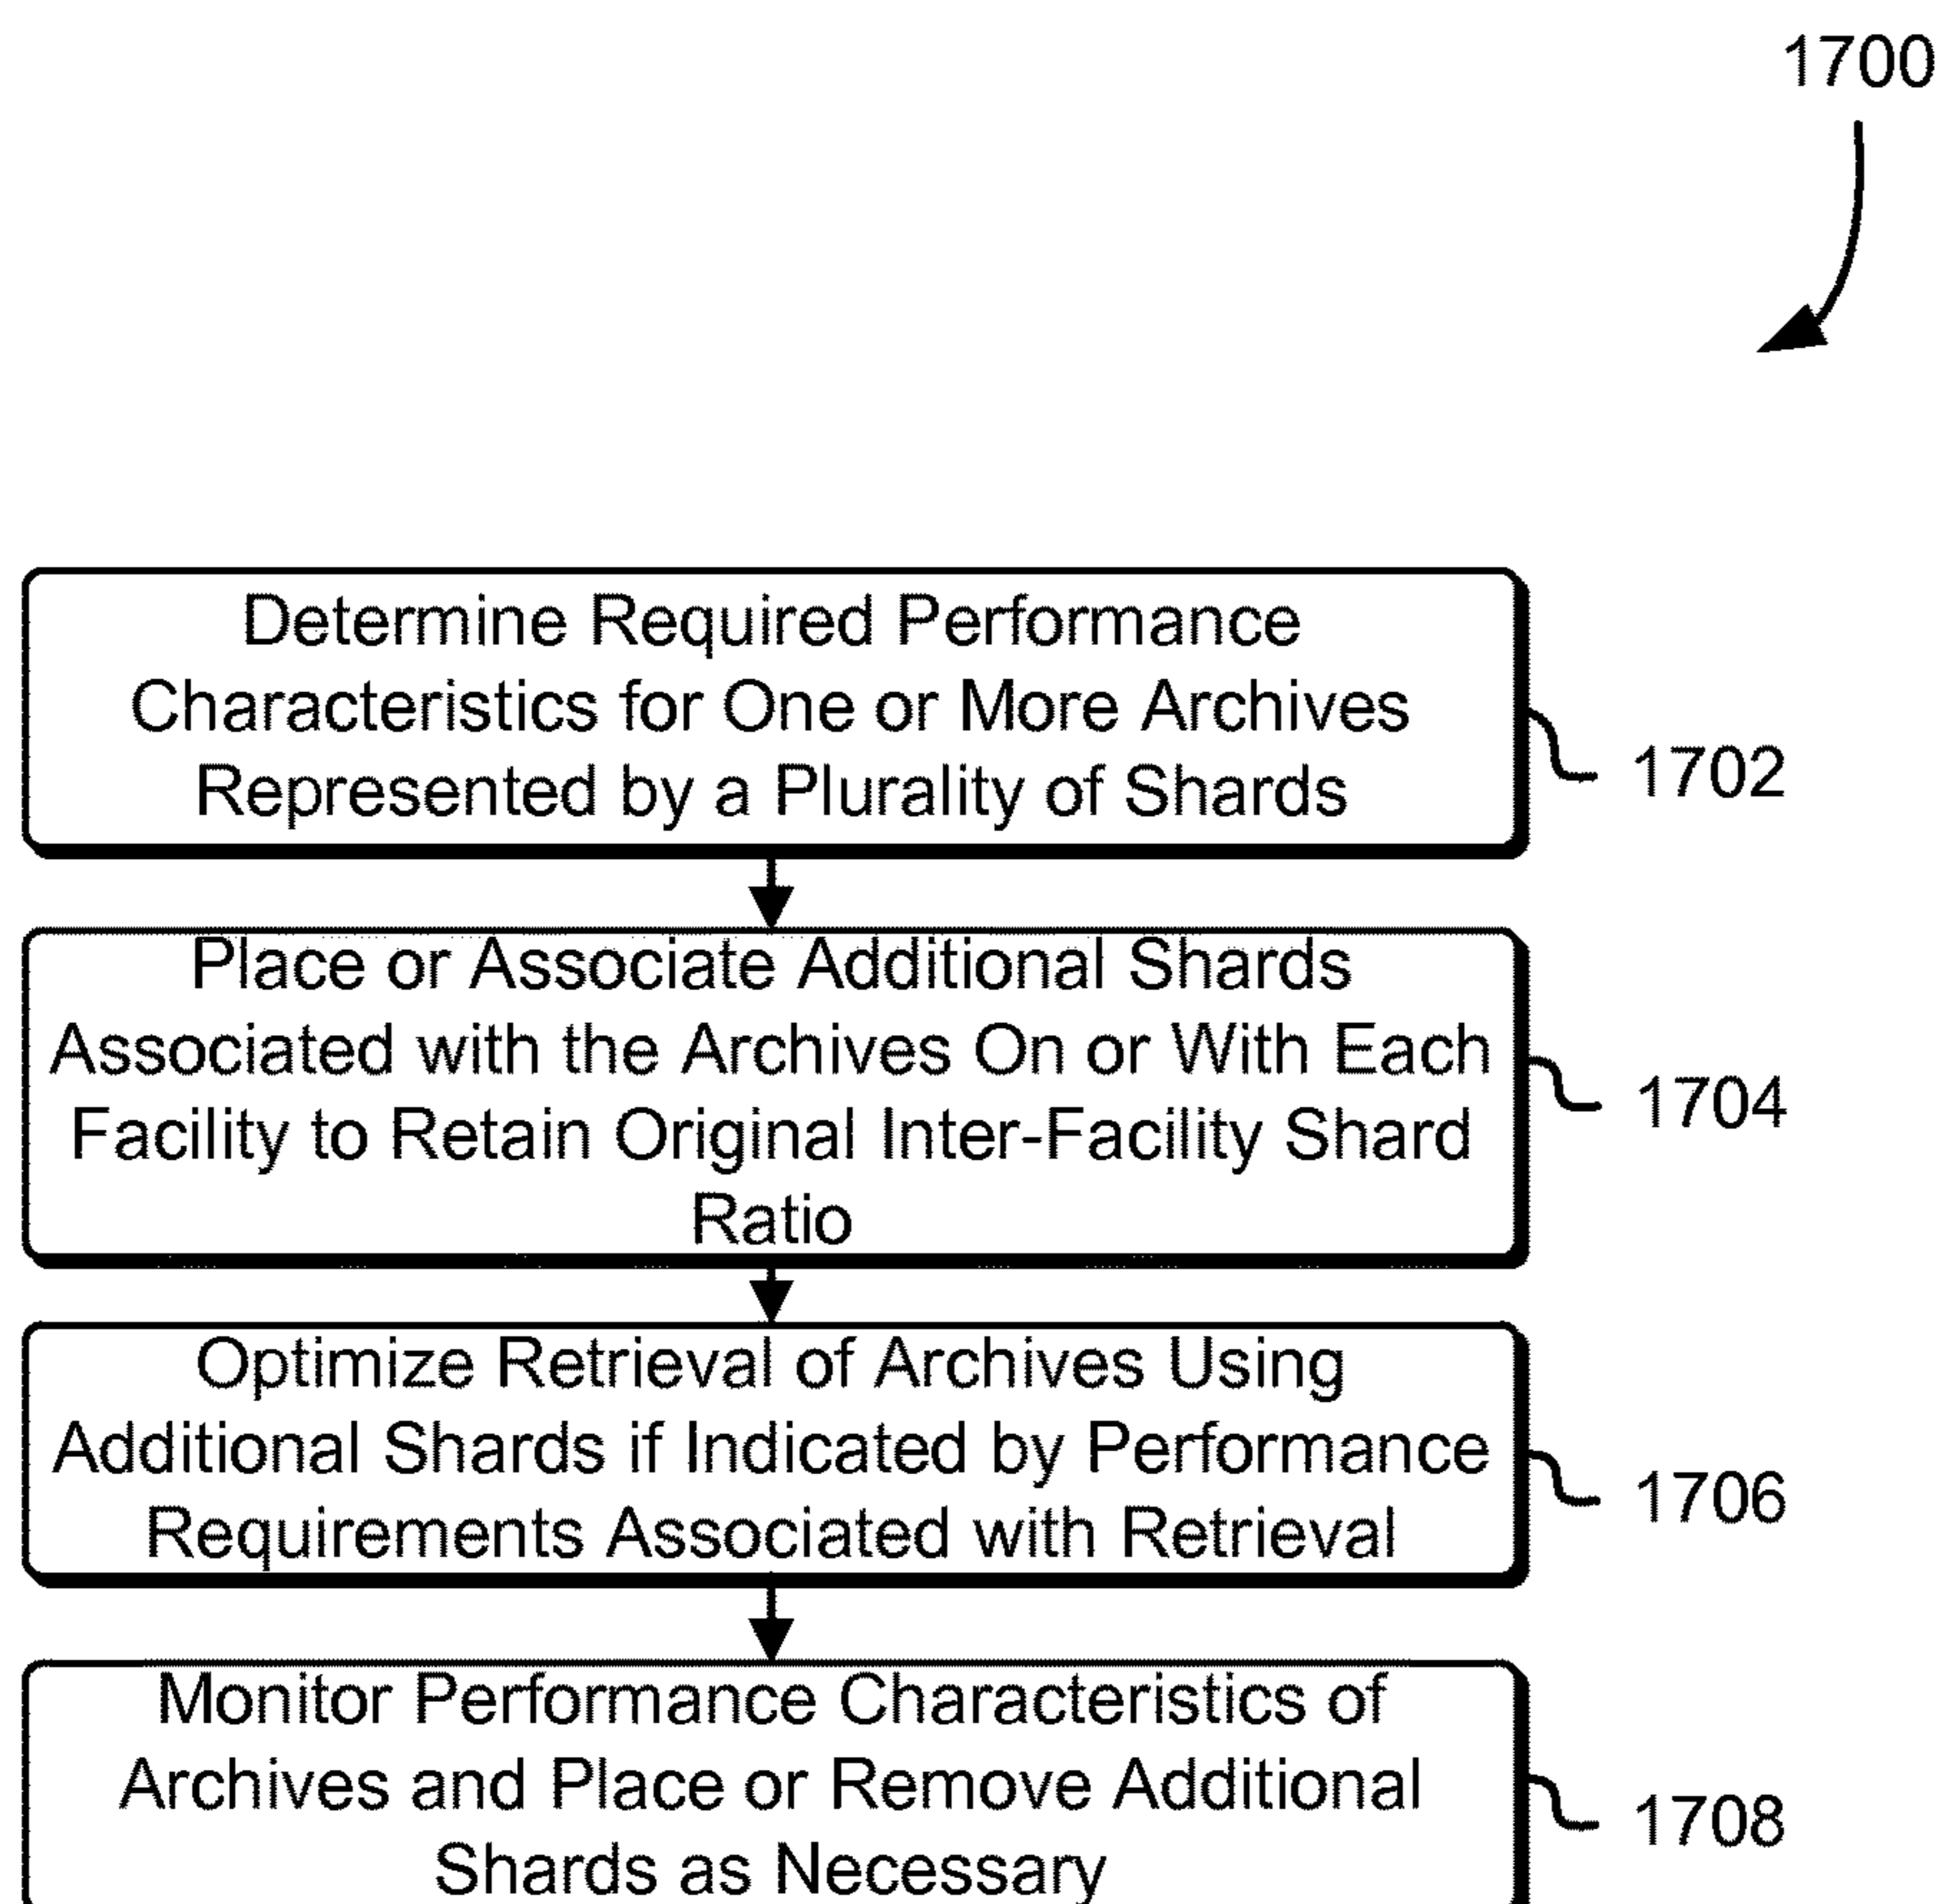 1700
Determine Required Performance
Characteristics for One or More Archives
Represented by a Plurality of Shards
1702
Place or Associate Additional Shards
Associated with the Archives On or With Each
Facility to Retain Original Inter-Facility Shard
Ratio
1704
Optimize Retrieval of Archives Using
Additional Shards if Indicated by Performance
Requirements Associated with Retrieval
1706
Monitor Performance Characteristics of
Archives and Place or Remove Additional
Shards as Necessary
1708